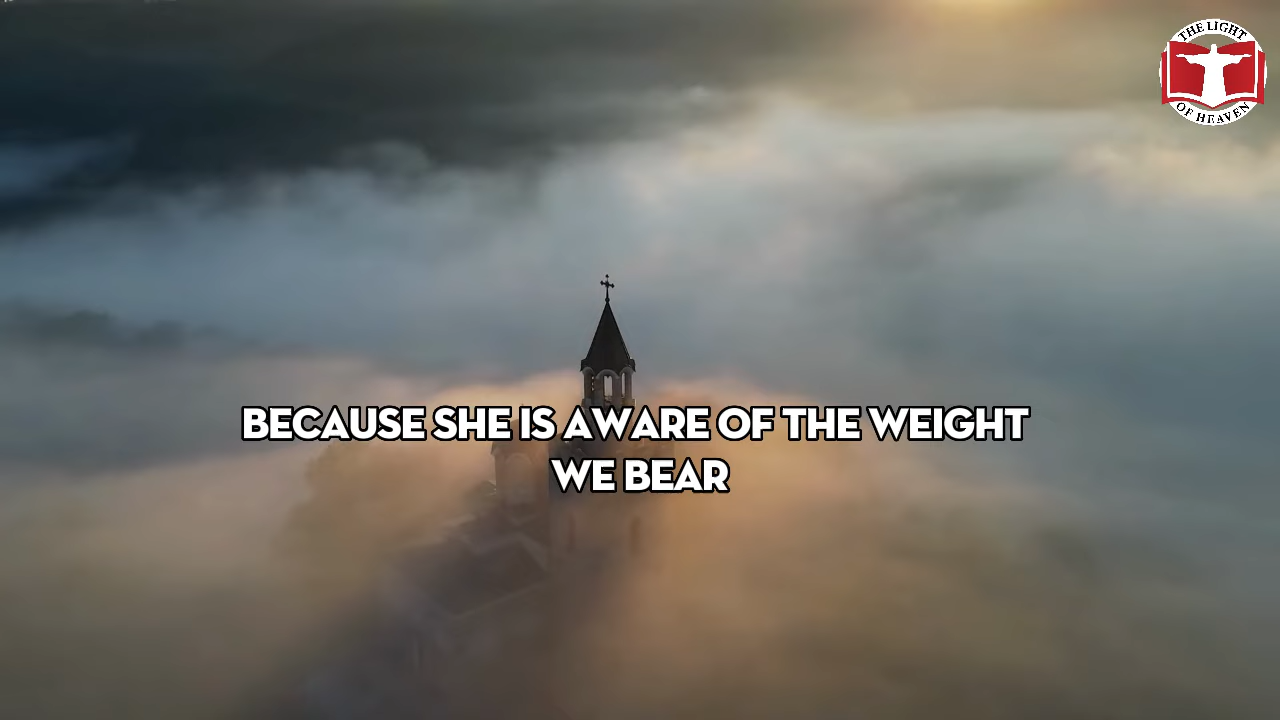 THE LIGHT
OF HEAVEN
BECAUSE SHE IS AWARE OF THE WEIGHT
WE BEAR